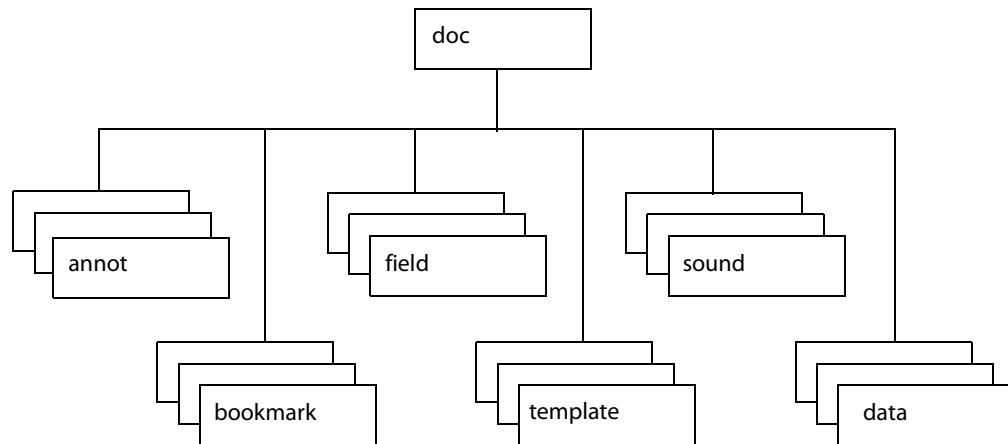 doc
annot
field
sound
bookmark
template
data